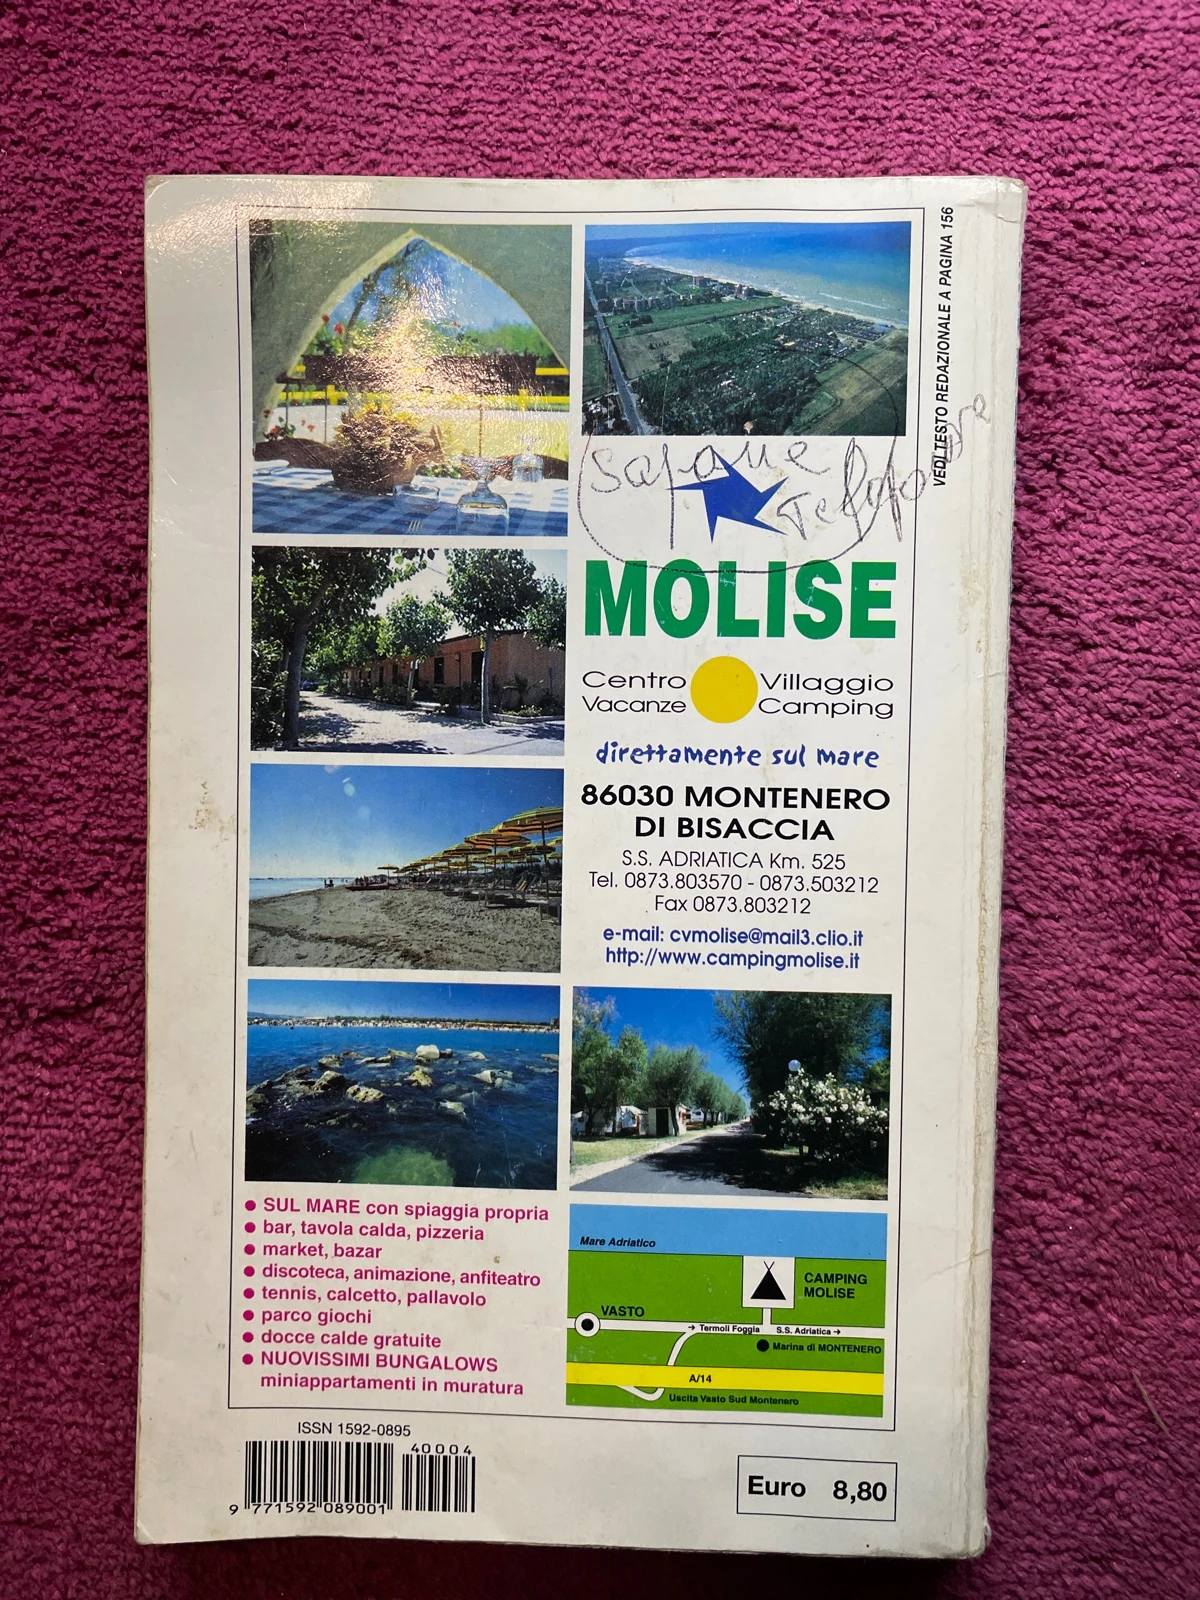 VEDI TESTO REDAZIONALE A PAGINA 156
MOLISE
Centro Vacanze
Villaggio Camping
direttamente sul mare
86030 MONTENERO
DI BISACCIA
S.S. ADRIATICA Km. 525
Tel. 0873.803570 - 0873.503212
Fax 0873.803212
e-mail: cvmolise@mail3.clio.it
http://www.campingmolise.it
● SUL MARE con spiaggia propria
● bar, tavola calda, pizzeria
● market, bazar
● discoteca, animazione, anfiteatro
● tennis, calcetto, pallavolo
● parco giochi
● docce calde gratuite
● NUOVISSIMI BUNGALOWS
miniappartamenti in muratura
Mare Adriatico
CAMPING
MOLISE
VASTO
→ Termoli Foggia
S.S. Adriatica →
Marina di MONTENERO
A/14
Uscita Vasto Sud Montenero
ISSN 1592-0895
40004
9 771592 089001
Euro 8,80